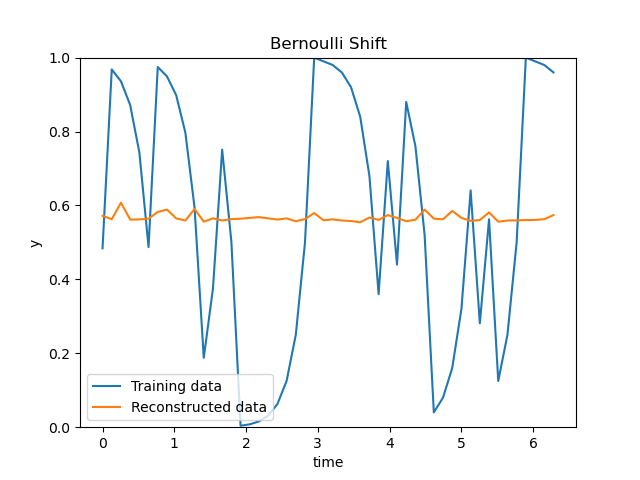 Bernoulli Shift
1.0
0.8
0.6
0.4
0.2
0.0
y
Training data
Reconstructed data
0 1 2 3 4 5 6
time